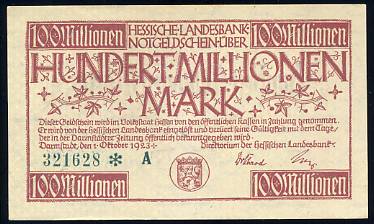 100 Millionen HESSISCHE-LANDESBANK- 100 Millionen
NOTGELDSCHEIN-ÜBER
HUNDERT-MILLIONEN
MARK
Dieser Geldschein wird im Volksstaat Hessen von den öffentlichen Kassen in Zahlung genommen.
Er wird von der Hessischen Landesbank eingelöst und verliert seine Gültigkeit mit dem Tage,
der in der Darmstädter Zeitung öffentlich bekanntgegeben wird.
Darmstadt, den 1. Oktober 1923 Direktorium der Hessischen Landesbank:
321628 * A
100 Millionen 100 Millionen